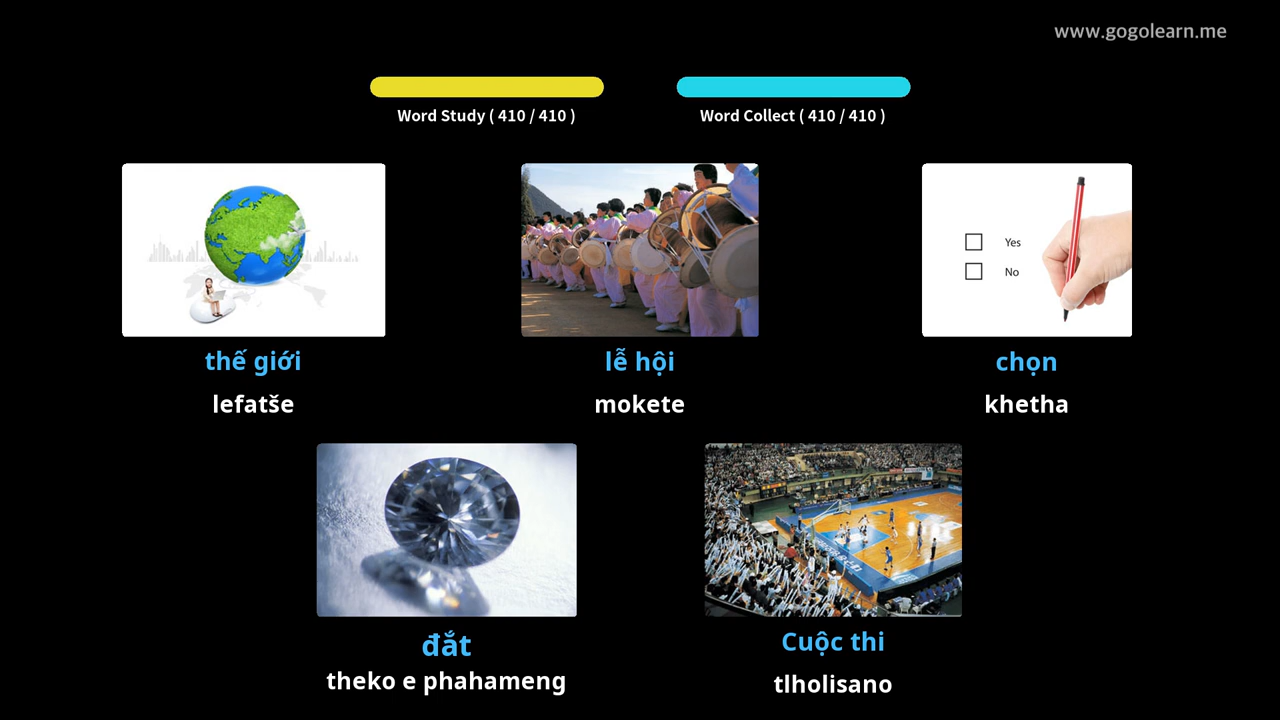 www.gogolearn.me
Word Study ( 410 / 410 )
Word Collect ( 410 / 410 )
Yes
No
thế giới
lễ hội
chọn
lefatše
mokete
khetha
đắt
Cuộc thi
theko e phahameng
tlholisano